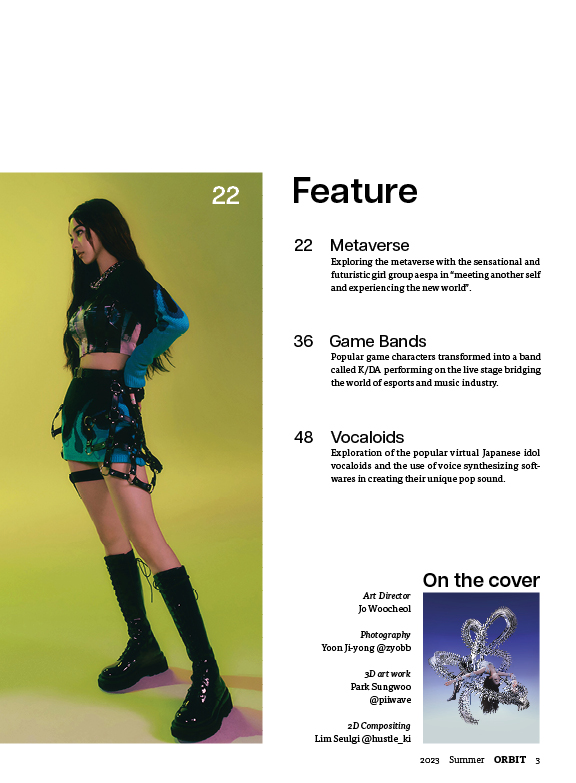 22
Feature
22 Metaverse
Exploring the metaverse with the sensational and
futuristic girl group aespa in “meeting another self
and experiencing the new world”.
36 Game Bands
Popular game characters transformed into a band
called K/DA performing on the live stage bridging
the world of esports and music industry.
48 Vocaloids
Exploration of the popular virtual Japanese idol
vocaloids and the use of voice synthesizing soft-
wares in creating their unique pop sound.
On the cover
Art Director
Jo Woocheol
Photography
Yoon Ji-yong @zyobb
3D art work
Park Sungwoo
@piiwave
2D Compositing
Lim Seulgi @hustle_ki
2023 Summer ORBIT 3